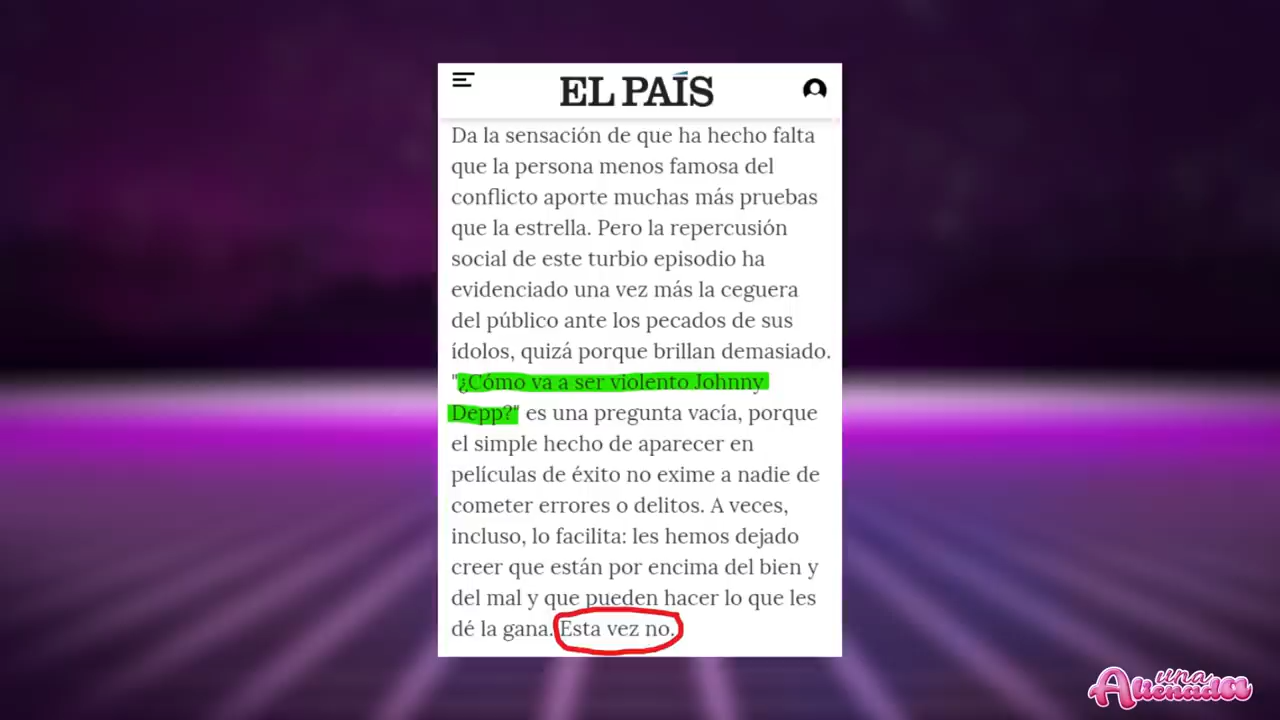 EL PAÍS
Da la sensación de que ha hecho falta
que la persona menos famosa del
conflicto aporte muchas más pruebas
que la estrella. Pero la repercusión
social de este turbio episodio ha
evidenciado una vez más la ceguera
del público ante los pecados de sus
ídolos, quizá porque brillan demasiado.
"¿Cómo va a ser violento Johnny
Depp?" es una pregunta vacía, porque
el simple hecho de aparecer en
películas de éxito no exime a nadie de
cometer errores o delitos. A veces,
incluso, lo facilita: les hemos dejado
creer que están por encima del bien y
del mal y que pueden hacer lo que les
dé la gana. Esta vez no.
una
Alienada